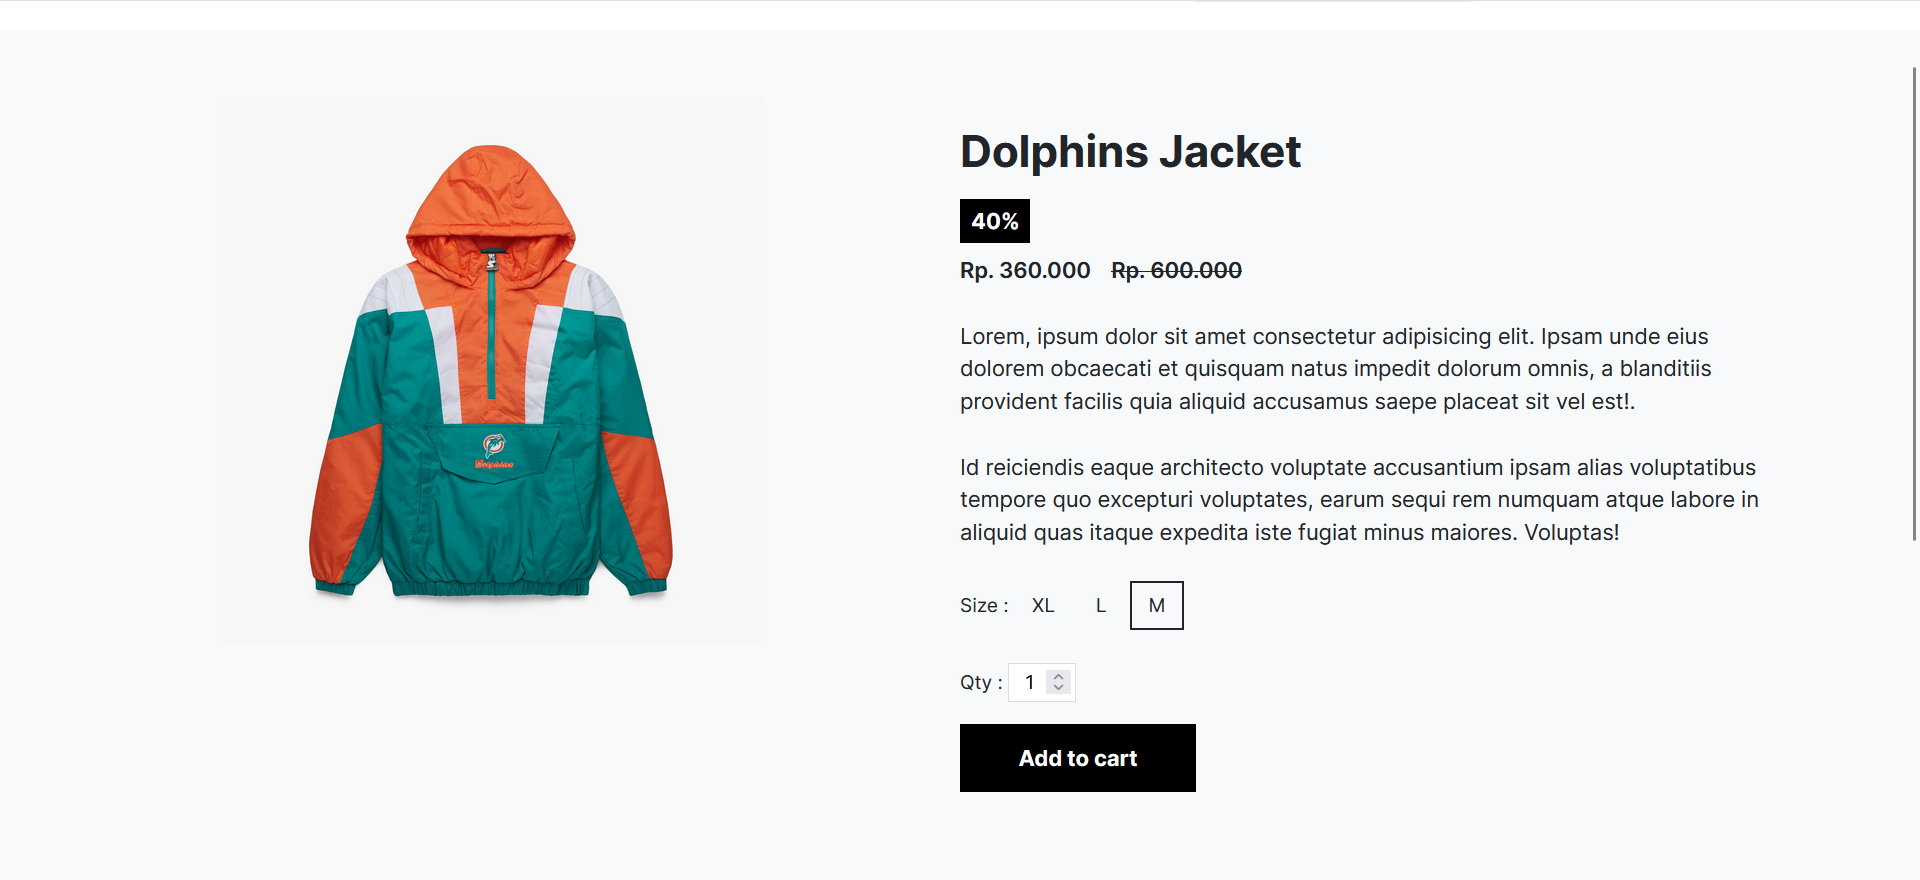 Dolphins Jacket
40%
Rp. 360.000 Rp. 600.000
Lorem, ipsum dolor sit amet consectetur adipisicing elit. Ipsam unde eius
dolorem obcaecati et quisquam natus impedit dolorum omnis, a blanditiis
provident facilis quia aliquid accusamus saepe placeat sit vel est!.
Id reiciendis eaque architecto voluptate accusantium ipsam alias voluptatibus
tempore quo excepturi voluptates, earum sequi rem numquam atque labore in
aliquid quas itaque expedita iste fugiat minus maiores. Voluptas!
Size : XL L M
Qty : 1
Add to cart
Dolphins